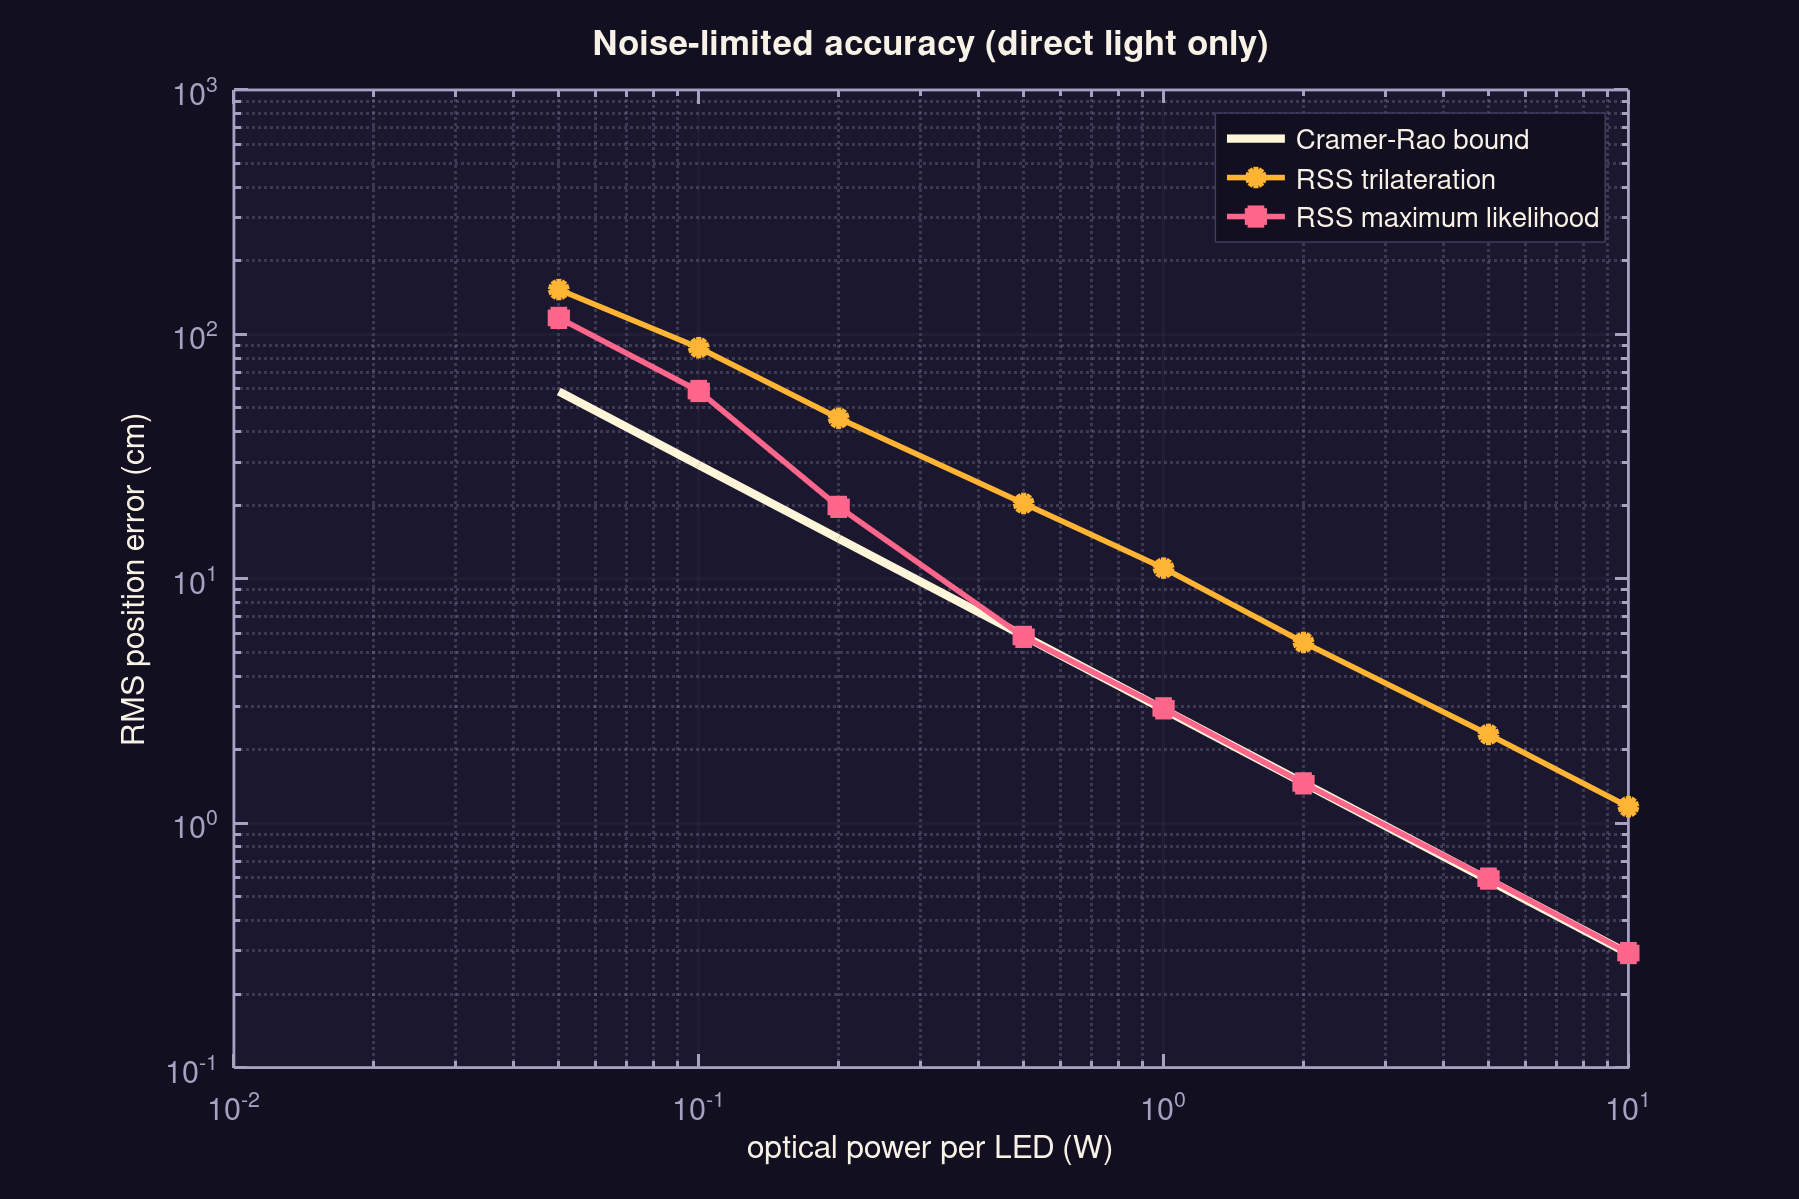 Noise-limited accuracy (direct light only)
10³
10²
10¹
10⁰
10⁻¹
RMS position error (cm)
Cramer-Rao bound
RSS trilateration
RSS maximum likelihood
10⁻² 10⁻¹ 10⁰ 10¹
optical power per LED (W)